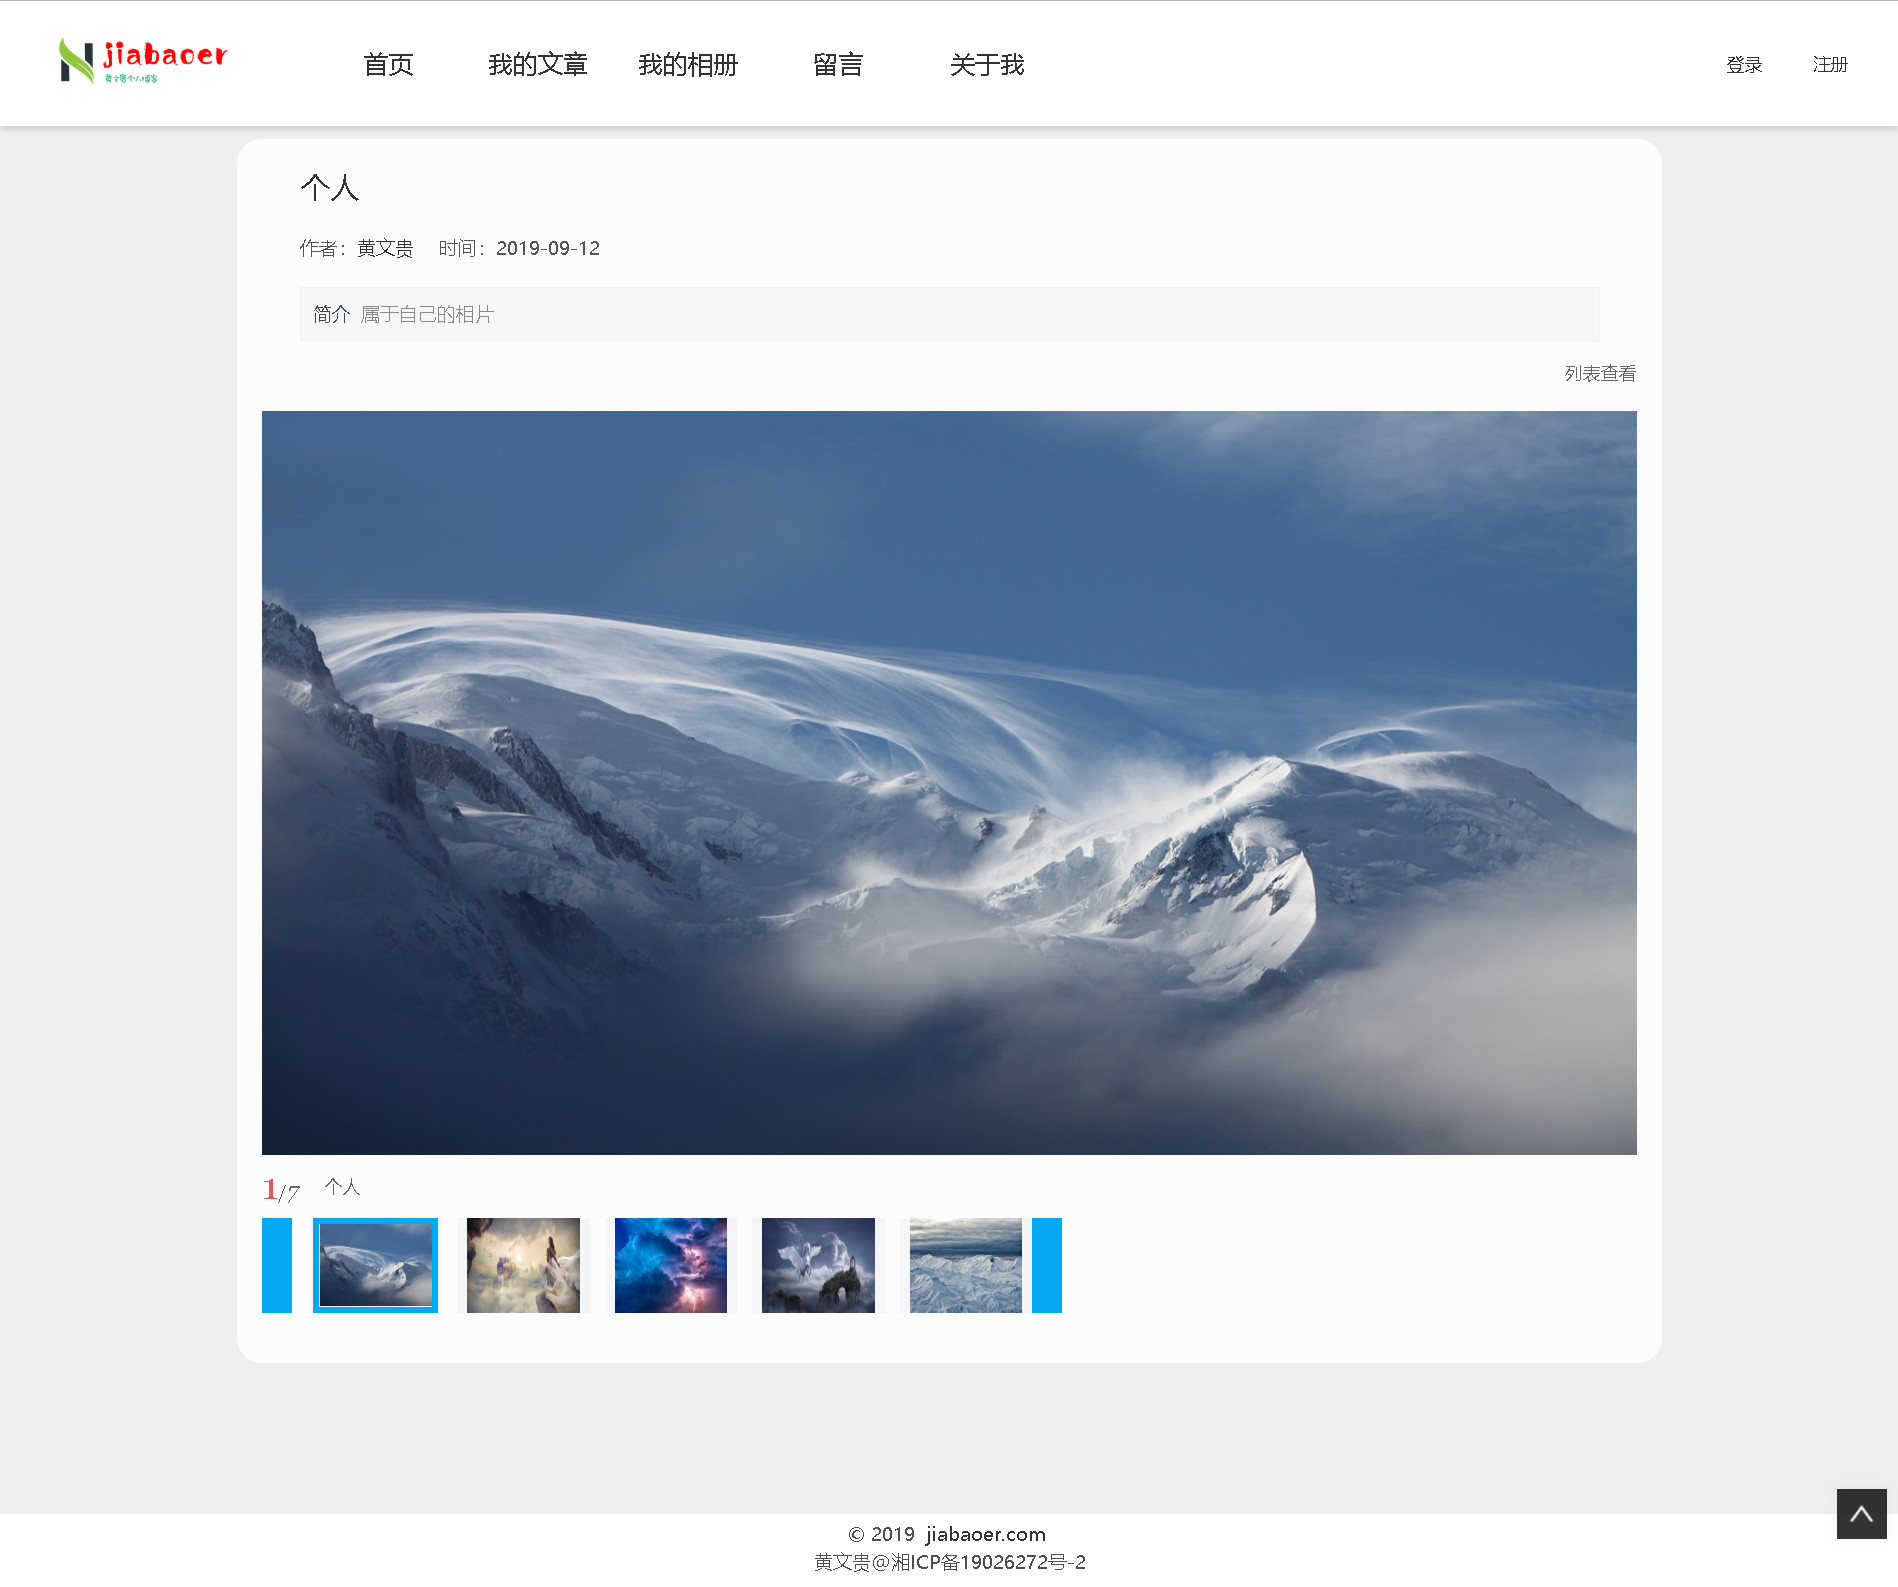 jiabaoer
黄文贵个人博客
首页 我的文章 我的相册 留言 关于我 登录 注册
个人
作者：黄文贵 时间：2019-09-12
简介 属于自己的相片
列表查看
1/7 个人
© 2019 jiabaoer.com
黄文贵@湘ICP备19026272号-2